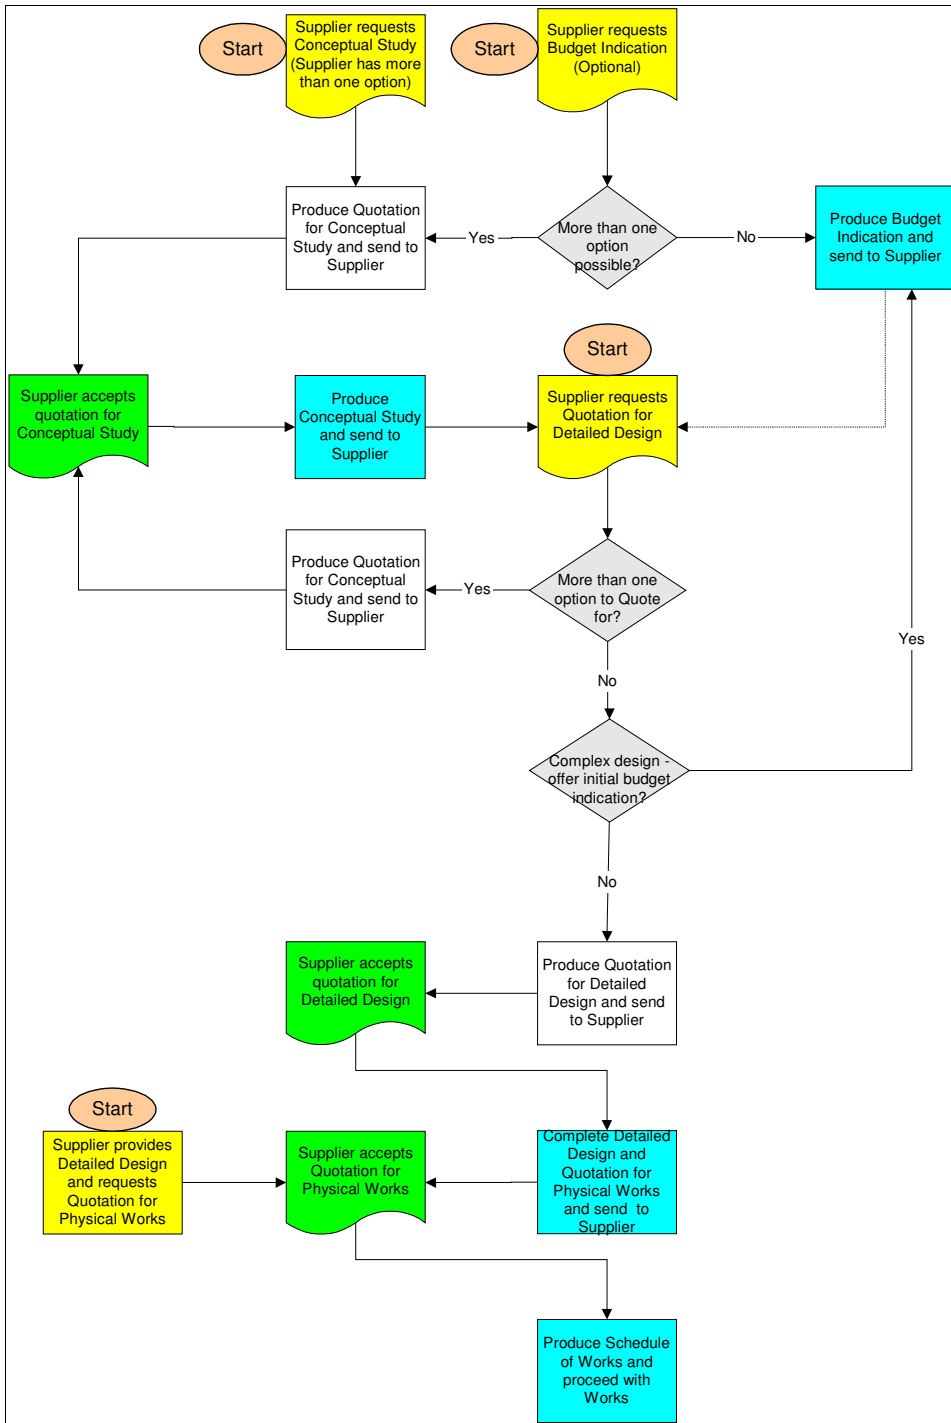 Start
Supplier requests
Conceptual Study
(Supplier has more
than one option)
Start
Supplier requests
Budget Indication
(Optional)
Produce Quotation
for Conceptual
Study and send to
Supplier
Yes
More than one
option
possible?
No
Produce Budget
Indication and
send to Supplier
Start
Supplier accepts
quotation for
Conceptual Study
Produce
Conceptual Study
and send to
Supplier
Supplier requests
Quotation for
Detailed Design
Produce Quotation
for Conceptual
Study and send to
Supplier
Yes
More than one
option to Quote
for?
Yes
No
Complex design -
offer initial budget
indication?
No
Supplier accepts
quotation for
Detailed Design
Produce Quotation
for Detailed
Design and send
to Supplier
Start
Supplier provides
Detailed Design
and requests
Quotation for
Physical Works
Supplier accepts
Quotation for
Physical Works
Complete Detailed
Design and
Quotation for
Physical Works
and send to
Supplier
Produce Schedule
of Works and
proceed with
Works